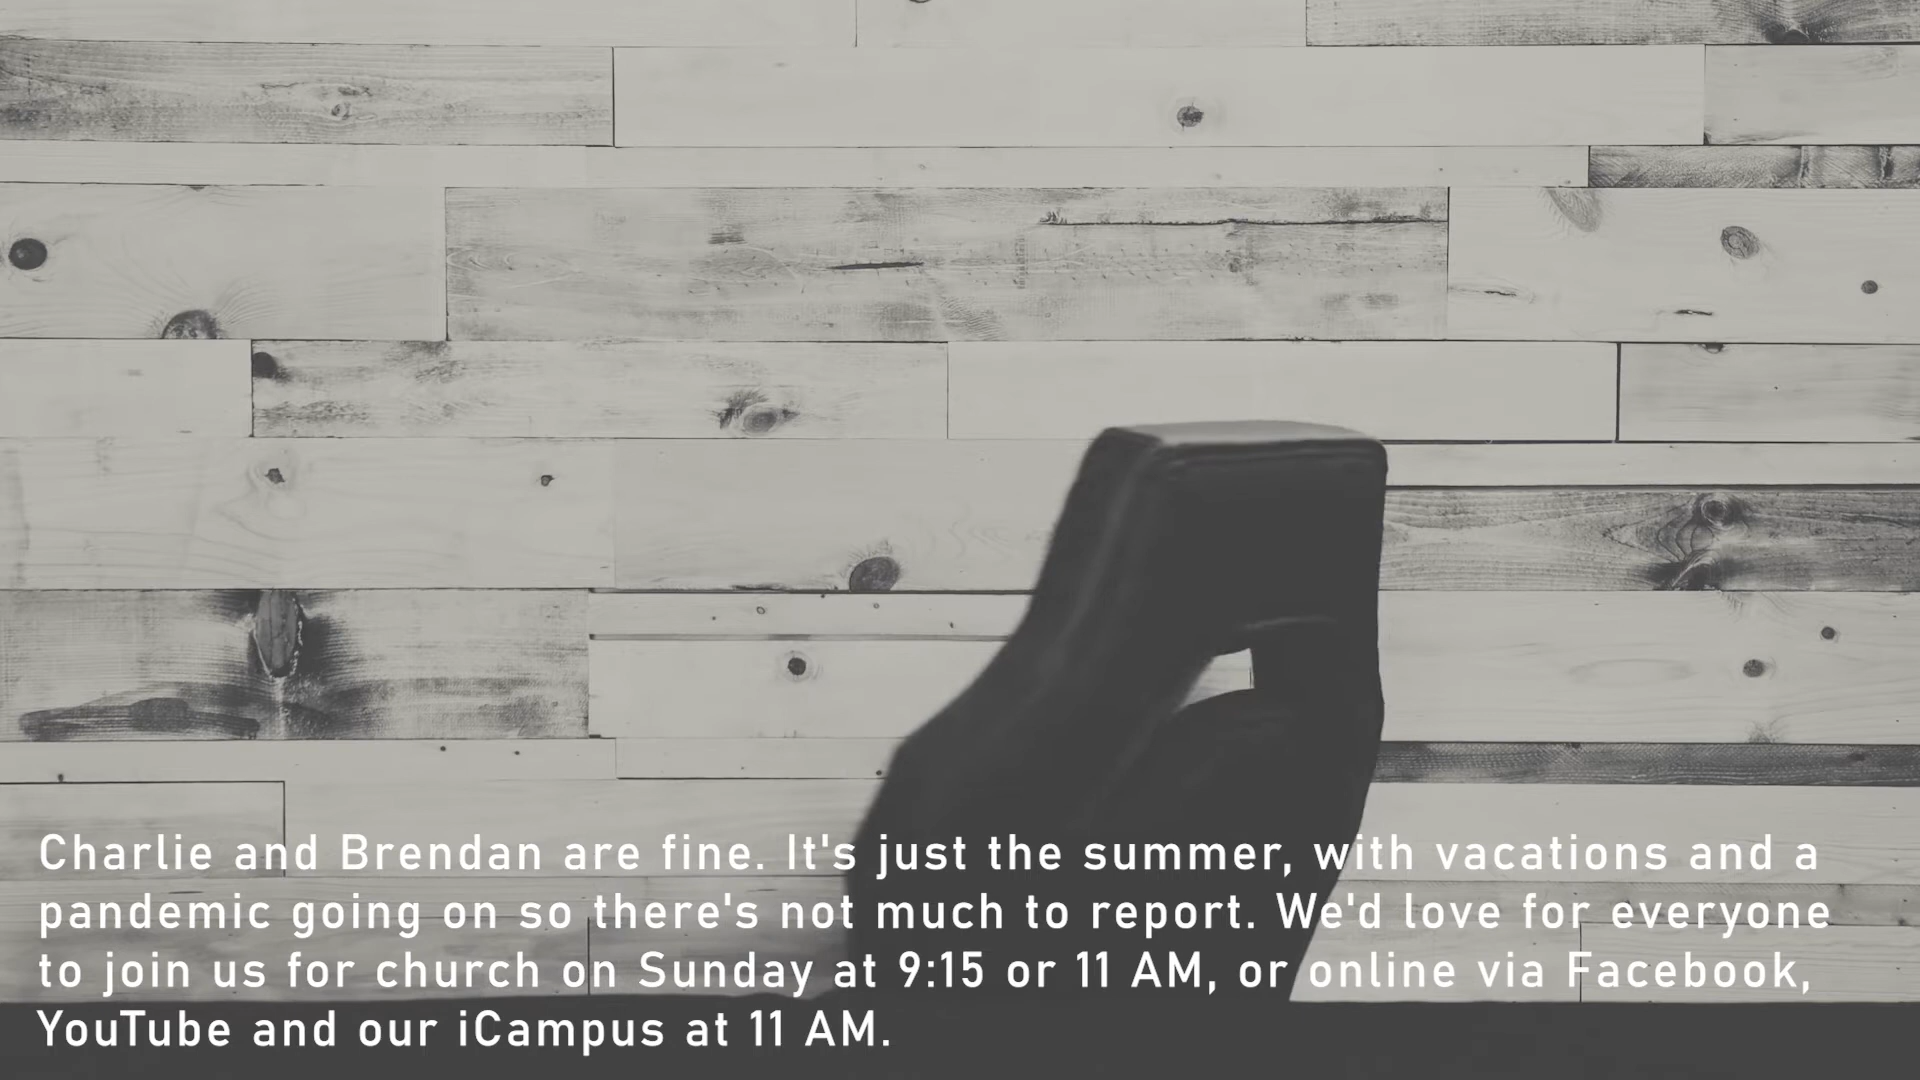 Charlie and Brendan are fine. It's just the summer, with vacations and a
pandemic going on so there's not much to report. We'd love for everyone
to join us for church on Sunday at 9:15 or 11 AM, or online via Facebook,
YouTube and our iCampus at 11 AM.